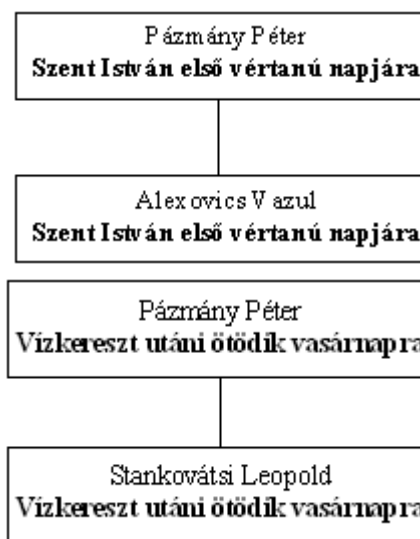 Pázmány Péter
Szent István első vértanú napjára
Alexovics Vazul
Szent István első vértanú napjára
Pázmány Péter
Vízkereszt utáni ötödik vasárnapra
Stankovátsi Leopold
Vízkereszt utáni ötödik vasárnapra